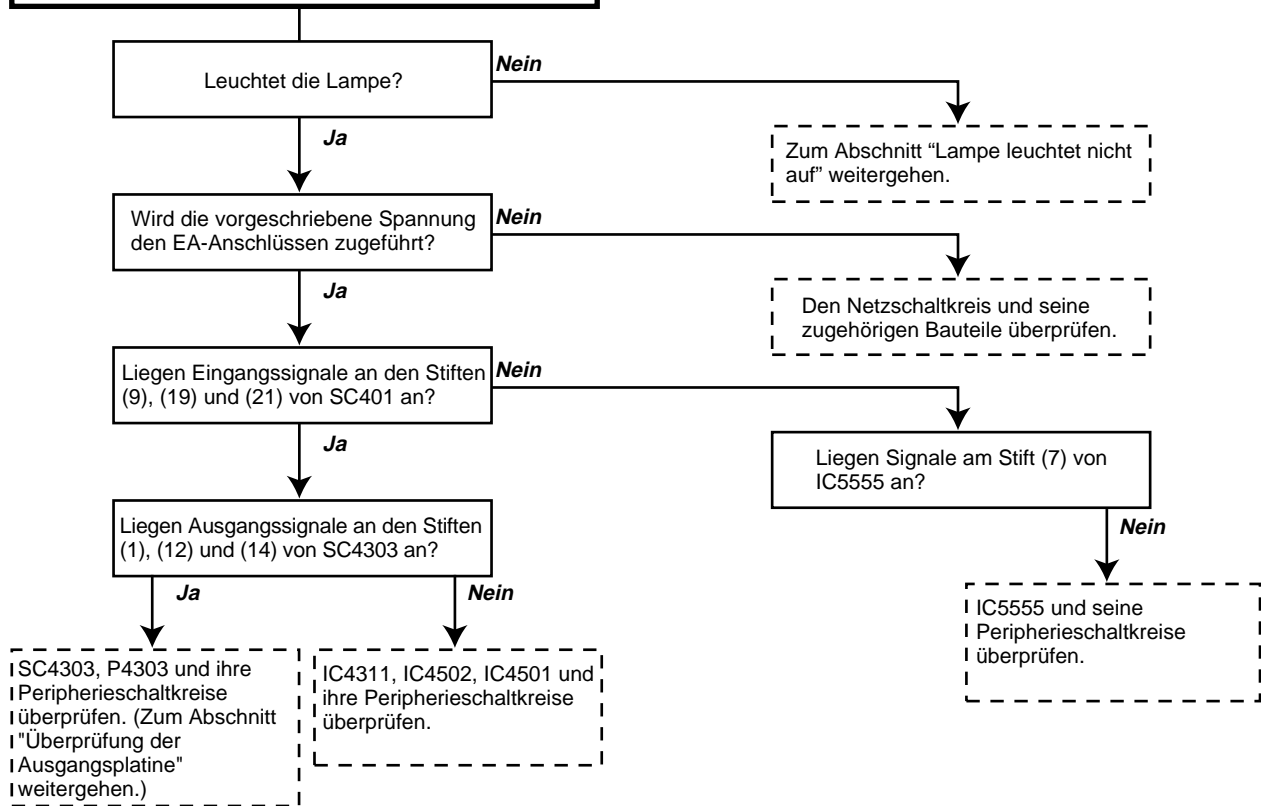 Leuchtet die Lampe?
Nein
Ja
Zum Abschnitt “Lampe leuchtet nicht
auf” weitergehen.
Wird die vorgeschriebene Spannung
den EA-Anschlüssen zugeführt?
Nein
Ja
Den Netzschaltkreis und seine
zugehörigen Bauteile überprüfen.
Liegen Eingangssignale an den Stiften
(9), (19) und (21) von SC401 an?
Nein
Ja
Liegen Signale am Stift (7) von
IC5555 an?
Nein
Liegen Ausgangssignale an den Stiften
(1), (12) und (14) von SC4303 an?
Ja
Nein
IC5555 und seine
Peripherieschaltkreise
überprüfen.
SC4303, P4303 und ihre
Peripherieschaltkreise
überprüfen. (Zum Abschnitt
"Überprüfung der
Ausgangsplatine"
weitergehen.)
IC4311, IC4502, IC4501 und
ihre Peripherieschaltkreise
überprüfen.